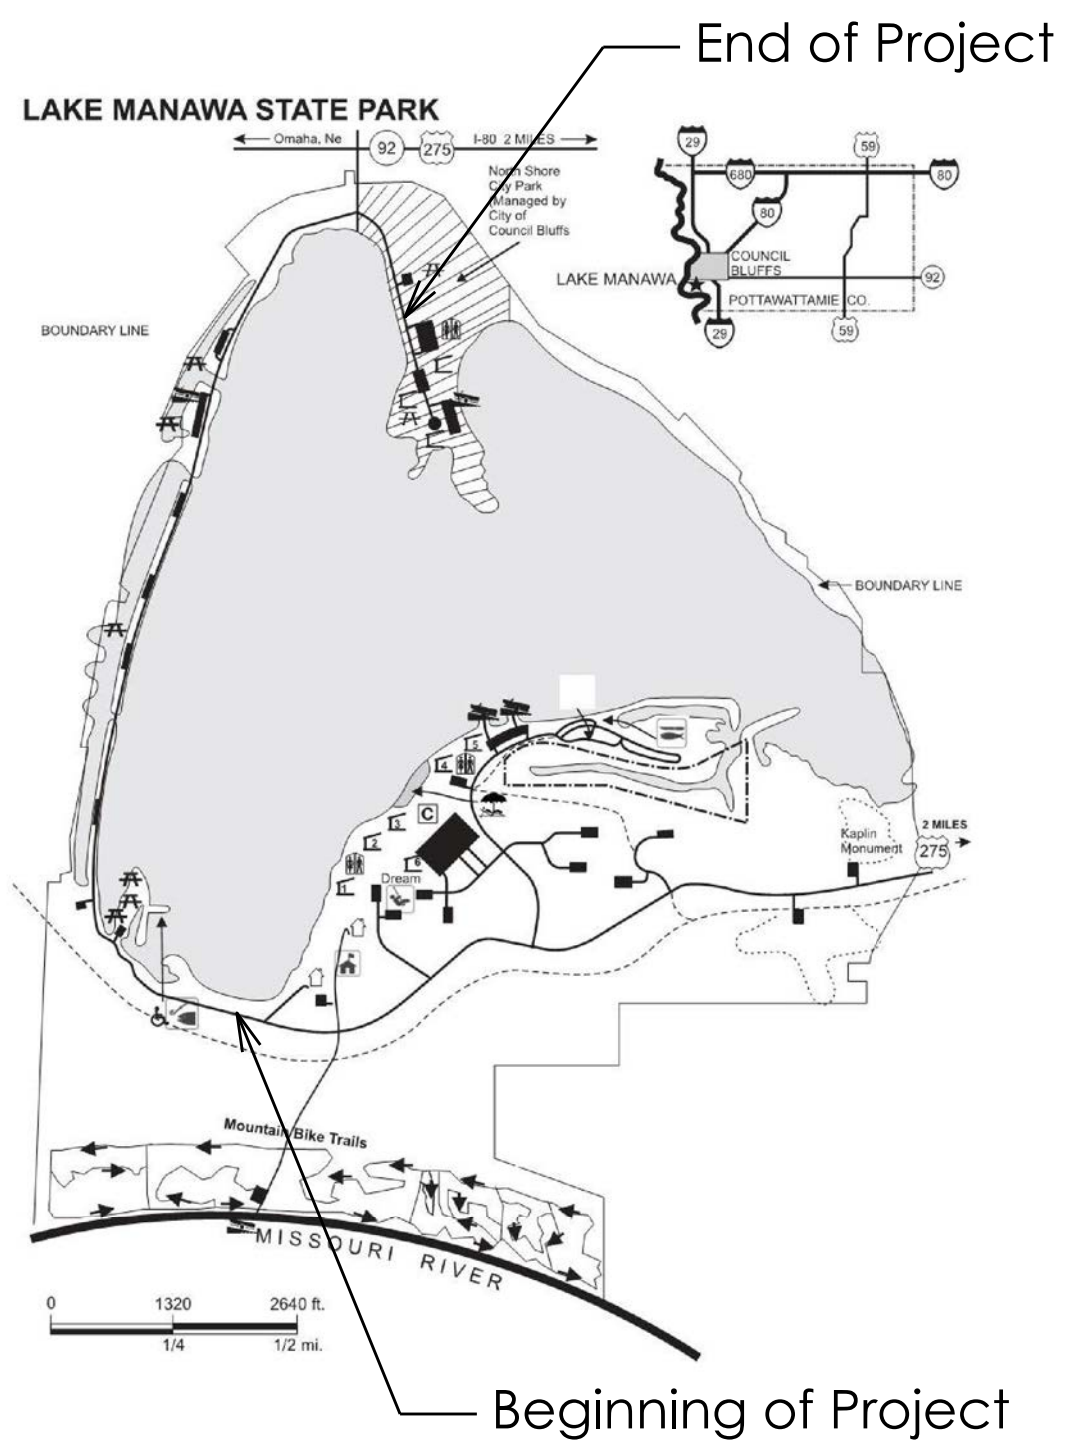 End of Project
LAKE MANAWA STATE PARK
Omaha, Ne
92
275
I-80 2 MILES
North Shore
City Park
(Managed by
City of
Council Bluffs
29
59
680
80
80
COUNCIL
BLUFFS
LAKE MANAWA
92
POTTAWATTAMIE CO.
29
59
BOUNDARY LINE
BOUNDARY LINE
5
4
C
3
2
6
1
Dream
Kaplin
Monument
2 MILES
275
Mountain Bike Trails
MISSOURI RIVER
0 1320 2640 ft.
1/4 1/2 mi.
Beginning of Project